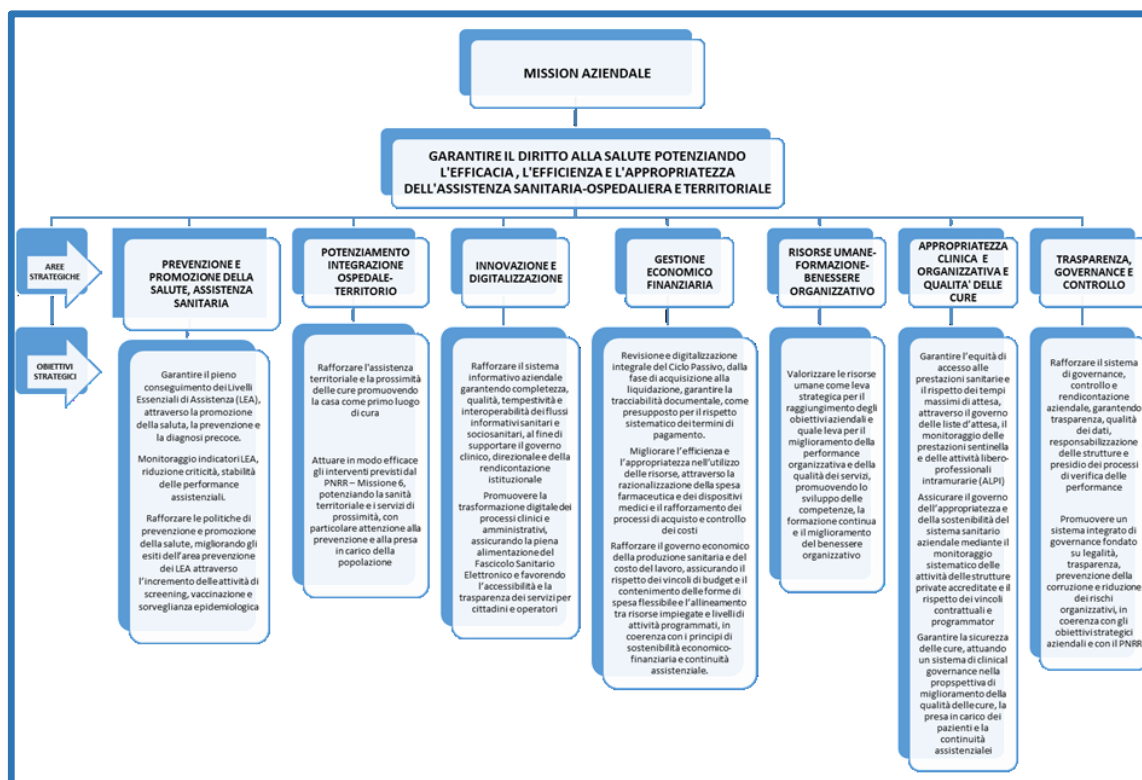 MISSION AZIENDALE
GARANTIRE IL DIRITTO ALLA SALUTE POTENZIANDO
L'EFFICACIA , L'EFFICIENZA E L'APPROPRIATEZZA
DELL'ASSISTENZA SANITARIA-OSPEDALIERA E TERRITORIALE
AREE
STRATEGICHE
PREVENZIONE E
PROMOZIONE DELLA
SALUTE, ASSISTENZA
SANITARIA
POTENZIAMENTO
INTEGRAZIONE
OSPEDALE-
TERRITORIO
INNOVAZIONE E
DIGITALIZZAZIONE
GESTIONE
ECONOMICO
FINANZIARIA
RISORSE UMANE-
FORMAZIONE-
BENESSERE
ORGANIZZATIVO
APPROPRIATEZZA
CLINICA E
ORGANIZZATIVA E
QUALITA' DELLE
CURE
TRASPARENZA,
GOVERNANCE E
CONTROLLO
OBIETTIVI
STRATEGICI
Garantire il pieno
conseguimento dei Livelli
Essenziali di Assistenza (LEA),
attraverso la promozione
della saluta, la prevenzione e
la diagnosi precoce.
Monitoraggio indicatori LEA,
riduzione criticità, stabilità
delle performance
assistenziali.
Rafforzare le politiche di
prevenzione e promozione
della salute, migliorando gli
esiti dell'area prevenzione
dei LEA attraverso
l'incremento delle attività di
screening, vaccinazione e
sorveglianza epidemiologica
Rafforzare l'assistenza
territoriale e la prossimità
delle cure promuovendo
la casa come primo luogo
di cura
Attuare in modo efficace
gli interventi previsti dal
PNRR – Missione 6,
potenziando la sanità
territoriale e i servizi di
prossimità, con
particolare attenzione alla
prevenzione e alla presa
in carico della
popolazione
Rafforzare il sistema
informativo aziendale
garantendo completezza,
qualità, tempestività e
interoperabilità dei flussi
informativi sanitari e
sociosanitari, al fine di
supportare il governo
clinico, direzionale e della
rendicontazione
istituzionale
Promuovere la
trasformazione digitale dei
processi clinici e
amministrativi,
assicurando la piena
alimentazione del
Fascicolo Sanitario
Elettronico e favorendo
l'accessibilità e la
trasparenza dei servizi per
cittadini e operatori
Revisione e digitalizzazione
integrale del Ciclo Passivo, dalla
fase di acquisizione alla
liquidazione, garantire la
tracciabilità documentale, come
presupposto per il rispetto
sistematico dei termini di
pagamento.
Migliorare l'efficienza e
l'appropriatezza nell'utilizzo
delle risorse, attraverso la
razionalizzazione della spesa
farmaceutica e dei dispositivi
medici e il rafforzamento dei
processi di acquisto e controllo
dei costi
Rafforzare il governo economico
della produzione sanitaria e del
costo del lavoro, assicurando il
rispetto dei vincoli di budget e il
contenimento delle forme di
spesa flessibile e l'allineamento
tra risorse impiegate e livelli di
attività programmati, in
coerenza con i principi di
sostenibilità economico-
finanziaria e continuità
assistenziale.
Valorizzare le risorse
umane come leva
strategica per il
raggiungimento degli
obiettivi aziendali e
quale leva per il
miglioramento della
performance
organizzativa e della
qualità dei servizi,
promuovendo lo
sviluppo delle
competenze, la
formazione continua
e il miglioramento
del benessere
organizzativo
Garantire l'equità di
accesso alle
prestazioni sanitarie e
il rispetto dei tempi
massimi di attesa,
attraverso il governo
delle liste d'attesa, il
monitoraggio delle
prestazioni sentinella
e delle attività libero-
professionali
intramurarie (ALPI)
Assicurare il governo
dell'appropriatezza e
della sostenibilità del
sistema sanitario
aziendale mediante il
monitoraggio
sistematico delle
attività delle strutture
private accreditate e il
rispetto dei vincoli
contrattuali e
programmator
Garantire la sicurezza
delle cure, attuando
un sistema di clinical
governance nella
propspettiva di
miglioramento della
qualità delle cure, la
presa in carico dei
pazienti e la
continuità
assistenzialei
Rafforzare il sistema
di governance,
controllo e
rendicontazione
aziendale, garantendo
trasparenza, qualità
dei dati,
responsabilizzazione
delle strutture e
presidio dei processi
di verifica delle
performance
Promuovere un
sistema integrato di
governance fondato
su legalità,
trasparenza,
prevenzione della
corruzione e riduzione
dei rischi
organizzativi, in
coerenza con gli
obiettivi strategici
aziendali e con il PNRR